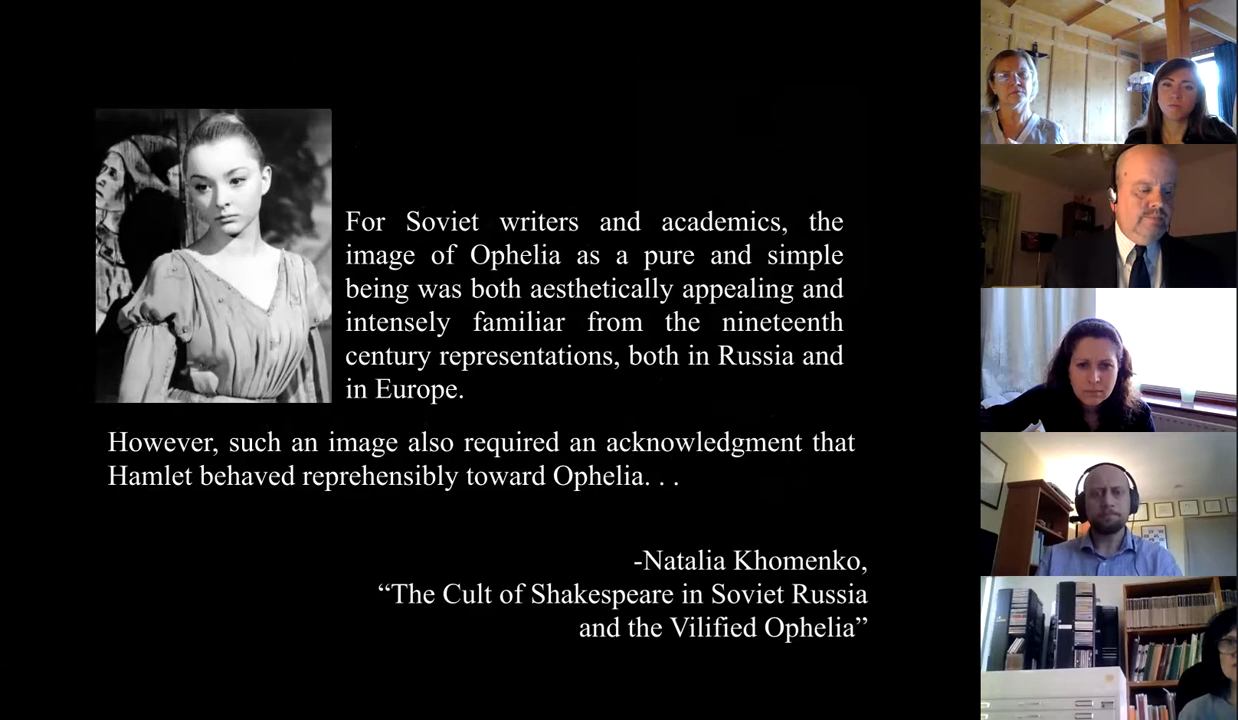 For Soviet writers and academics, the
image of Ophelia as a pure and simple
being was both aesthetically appealing and
intensely familiar from the nineteenth
century representations, both in Russia and
in Europe.
However, such an image also required an acknowledgment that
Hamlet behaved reprehensibly toward Ophelia. . .
-Natalia Khomenko,
“The Cult of Shakespeare in Soviet Russia
and the Vilified Ophelia”